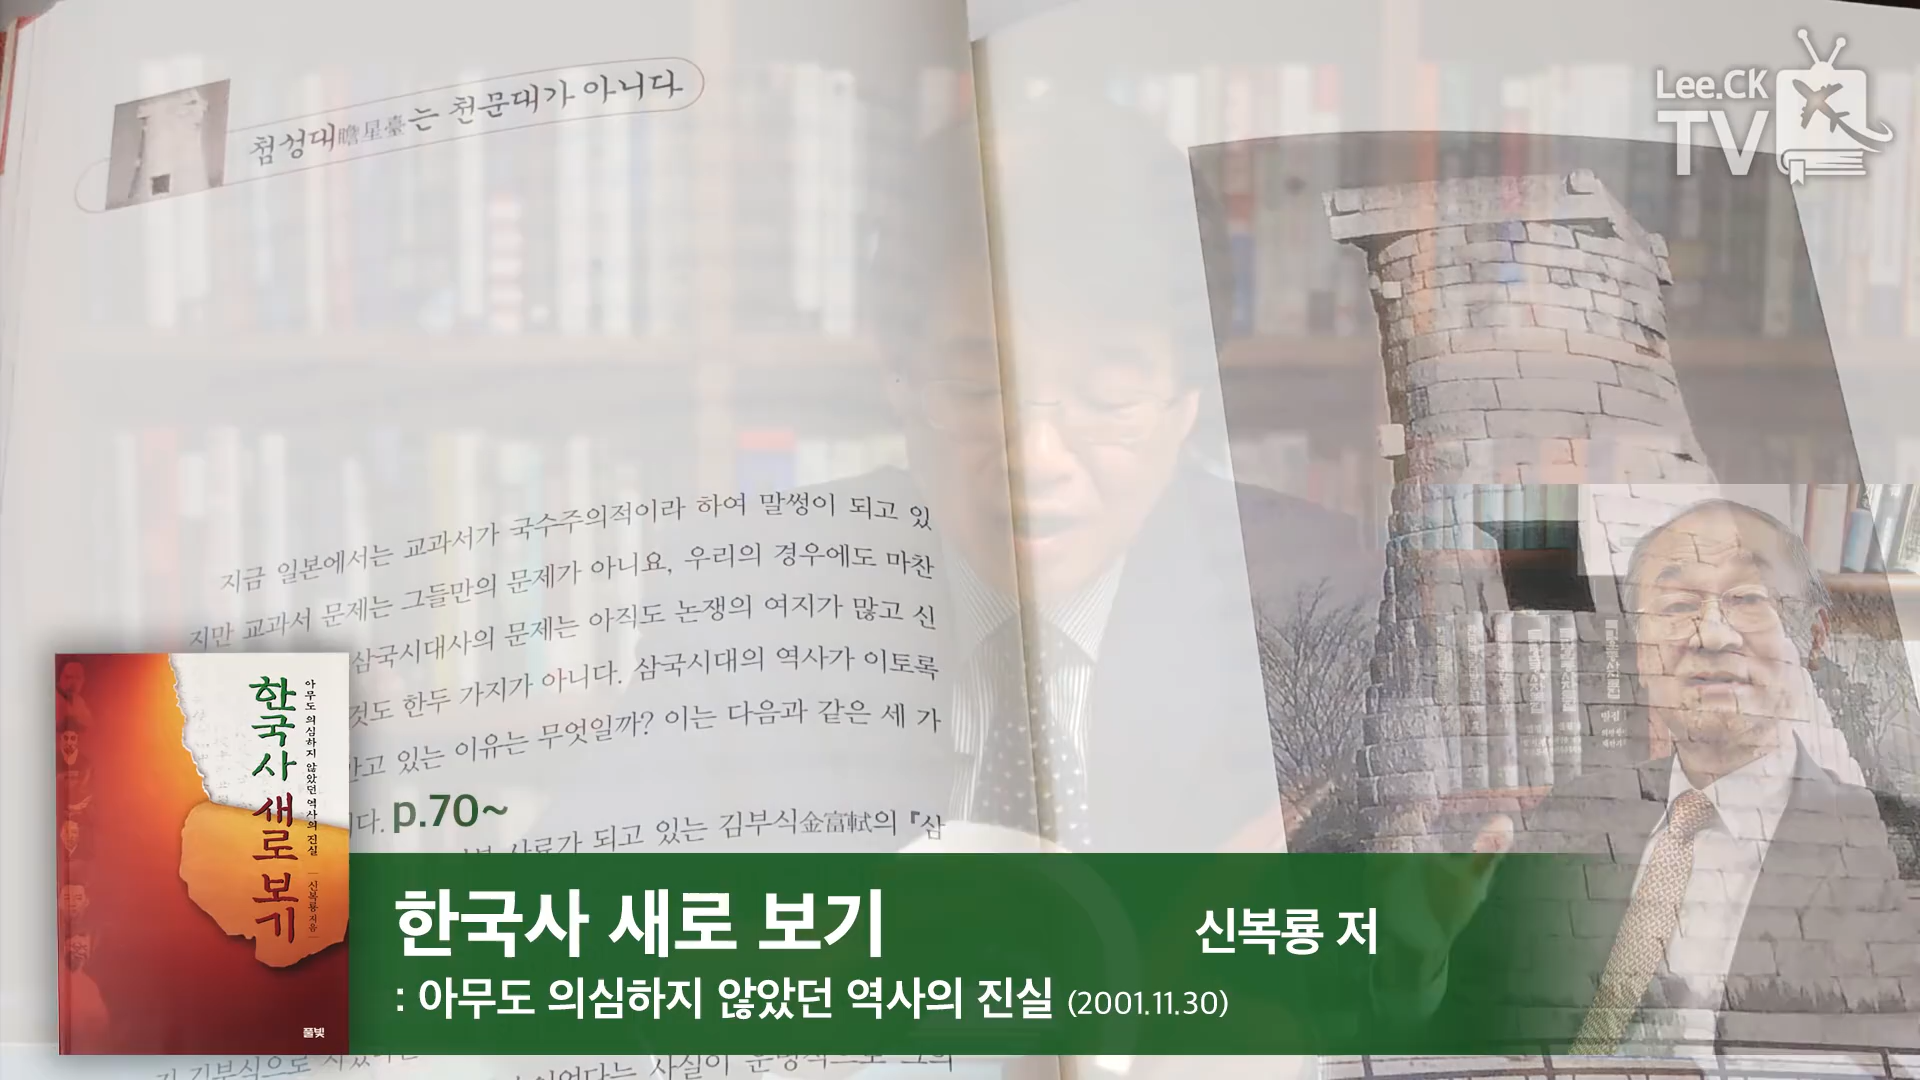 Lee.CK
TV
첨성대瞻星臺는 천문대가 아니다
지금 일본에서는 교과서가 국수주의적이라 하여 말썽이 되고 있
지만 교과서 문제는 그들만의 문제가 아니요, 우리의 경우에도 마찬
삼국시대사의 문제는 아직도 논쟁의 여지가 많고 신
것도 한두 가지가 아니다. 삼국시대의 역사가 이토록
안고 있는 이유는 무엇일까? 이는 다음과 같은 세 가
다. p.70~
사료가 되고 있는 김부식金富軾의 『삼
아무도 의심하지 않았던 역사의 진실
신복룡 지음
한국사 새로 보기
풀빛
한국사 새로 보기
신복룡 저
: 아무도 의심하지 않았던 역사의 진실 (2001.11.30)